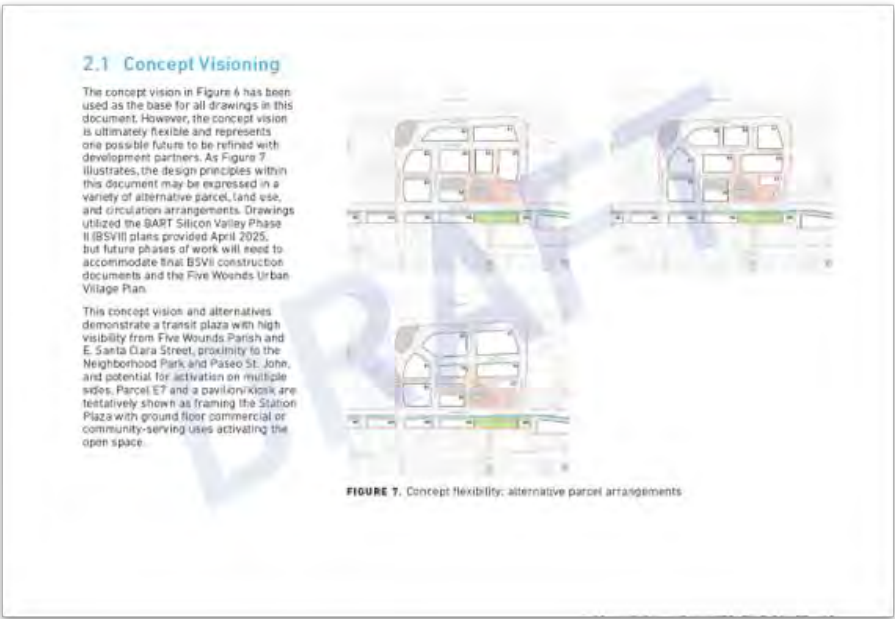 2.1 Concept Visioning
The concept vision in Figure 6 has been
used as the base for all drawings in this
document. However, the concept vision
is ultimately flexible and represents
one possible future to be refined with
development partners. As Figure 7
illustrates, the design principles within
this document may be expressed in a
variety of alternative parcel, land use,
and circulation arrangements. Drawings
utilized the BART Silicon Valley Phase
II (BSVII) plans provided April 2025,
but future phases of work will need to
accommodate final BSVII construction
documents and the Five Wounds Urban
Village Plan.
This concept vision and alternatives
demonstrate a transit plaza with high
visibility from Five Wounds Parish and
E. Santa Clara Street, proximity to the
Neighborhood Park and Paseo St. John,
and potential for activation on multiple
sides. Parcel E7 and a pavilion/kiosk are
tentatively shown as framing the Station
Plaza with ground floor commercial or
community-serving uses activating the
open space.
DRAFT
FIGURE 7. Concept flexibility: alternative parcel arrangements